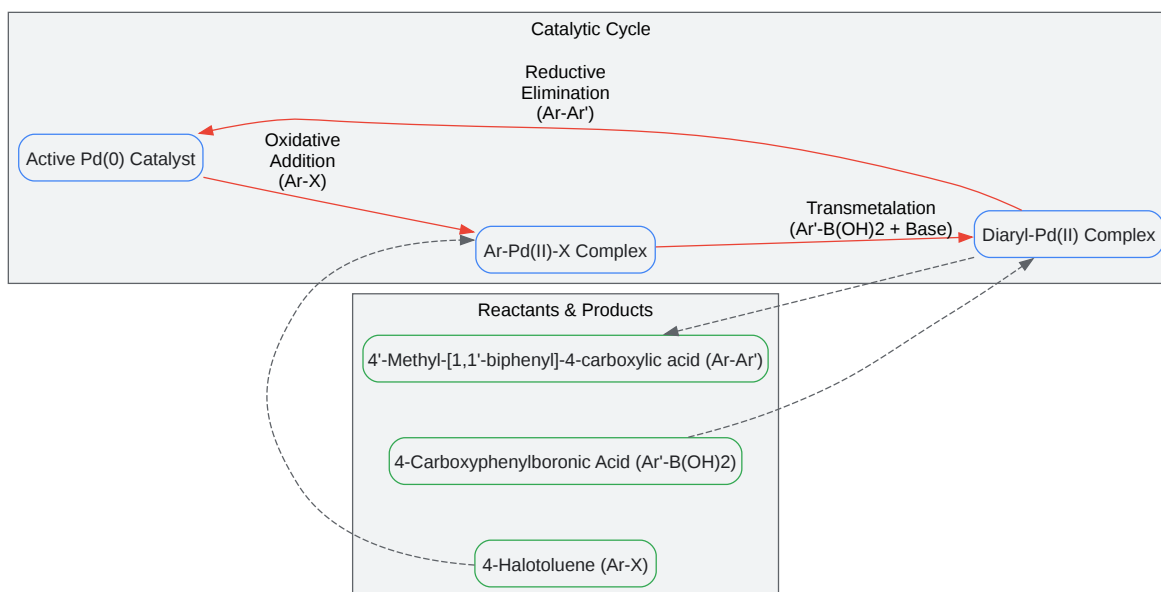 Catalytic Cycle
Reductive
Elimination
(Ar-Ar')
Oxidative
Addition
(Ar-X)
Active Pd(0) Catalyst
Transmetalation
(Ar'-B(OH)2 + Base)
Ar-Pd(II)-X Complex
Diaryl-Pd(II) Complex
Reactants & Products
4'-Methyl-[1,1'-biphenyl]-4-carboxylic acid (Ar-Ar')
4-Carboxyphenylboronic Acid (Ar'-B(OH)2)
4-Halotoluene (Ar-X)